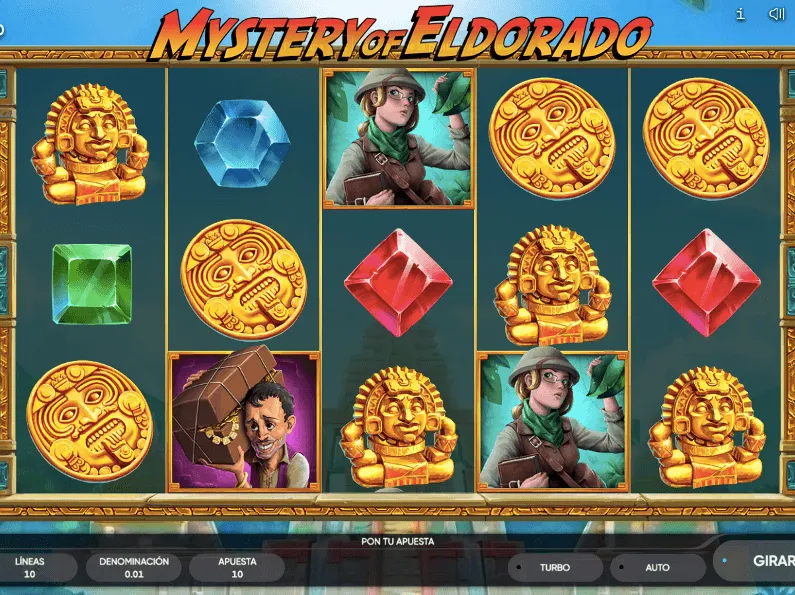 MYSTERY OF ELDORADO
i
PON TU APUESTA
LÍNEAS
10
DENOMINACIÓN
0.01
APUESTA
10
TURBO
AUTO
GIRAR